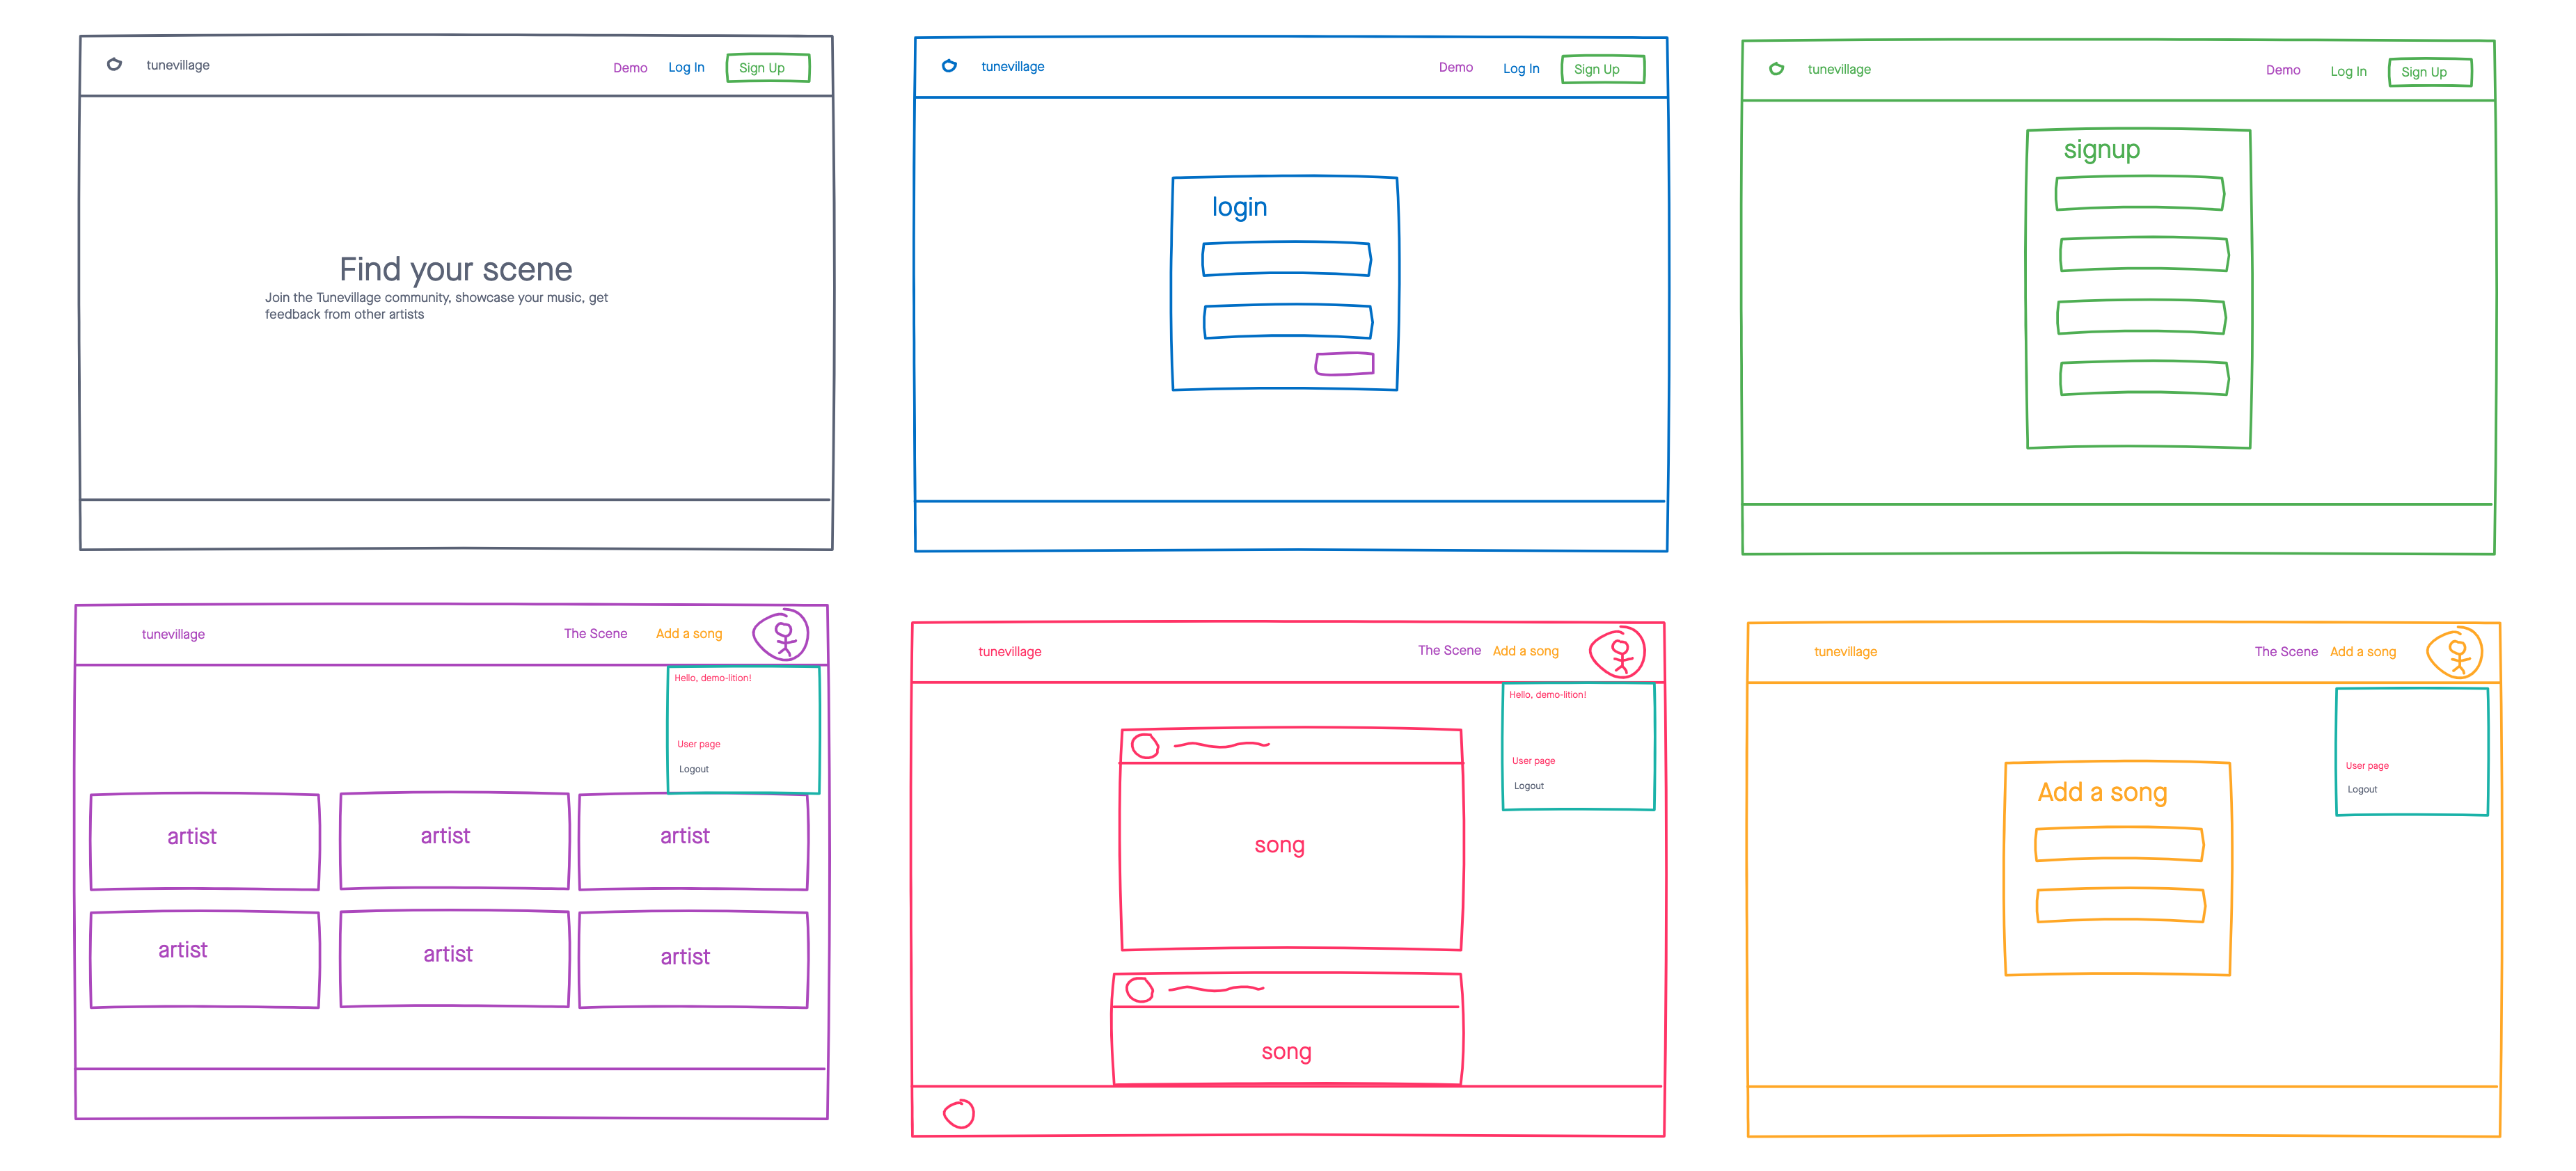 tunevillage
Demo
Log In
Sign Up
Find your scene
Join the Tunevillage community, showcase your music, get
feedback from other artists
tunevillage
Demo
Log In
Sign Up
login
tunevillage
Demo
Log In
Sign Up
signup
tunevillage
The Scene
Add a song
Hello, demo-lition!
User page
Logout
artist
artist
artist
artist
artist
artist
tunevillage
The Scene
Add a song
Hello, demo-lition!
User page
Logout
song
song
tunevillage
The Scene
Add a song
User page
Logout
Add a song